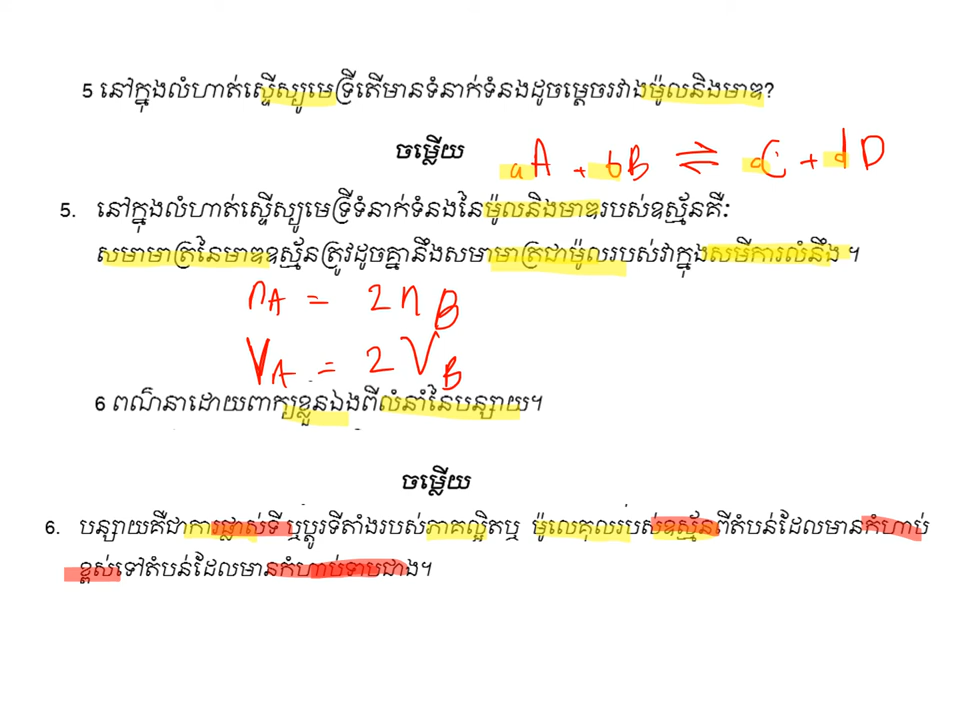 5 នៅក្នុងលំហាត់ស្ទើស្យូមេទ្រីតើមានទំនាក់ទំនងដូចម្ដេចរវាងម៉ូលនិងមាឌ?
ចម្លើយ
aA + bB ⇌ cC + dD
5. នៅក្នុងលំហាត់ស្ទើស្យូមេទ្រីទំនាក់ទំនងនៃម៉ូលនិងមាឌរបស់ឧស្ម័នគឺ:
សមាមាត្រនៃមាឌឧស្ម័នត្រូវដូចគ្នានឹងសមាមាត្រជាម៉ូលរបស់វាក្នុងសមីការលំនឹង ។
nA = 2nB
VA = 2VB
6 ពណ៌នាដោយពាក្យខ្លួនឯងពីលំនាំនៃបន្សាយ។
ចម្លើយ
6. បន្សាយគឺជាការផ្លាស់ទី ឬប្ដូរទីតាំងរបស់ភាគល្អិតឬ ម៉ូលេគុលរបស់ឧស្ម័នពីតំបន់ដែលមានកំហាប់
ខ្ពស់ទៅតំបន់ដែលមានកំហាប់ទាបជាង។